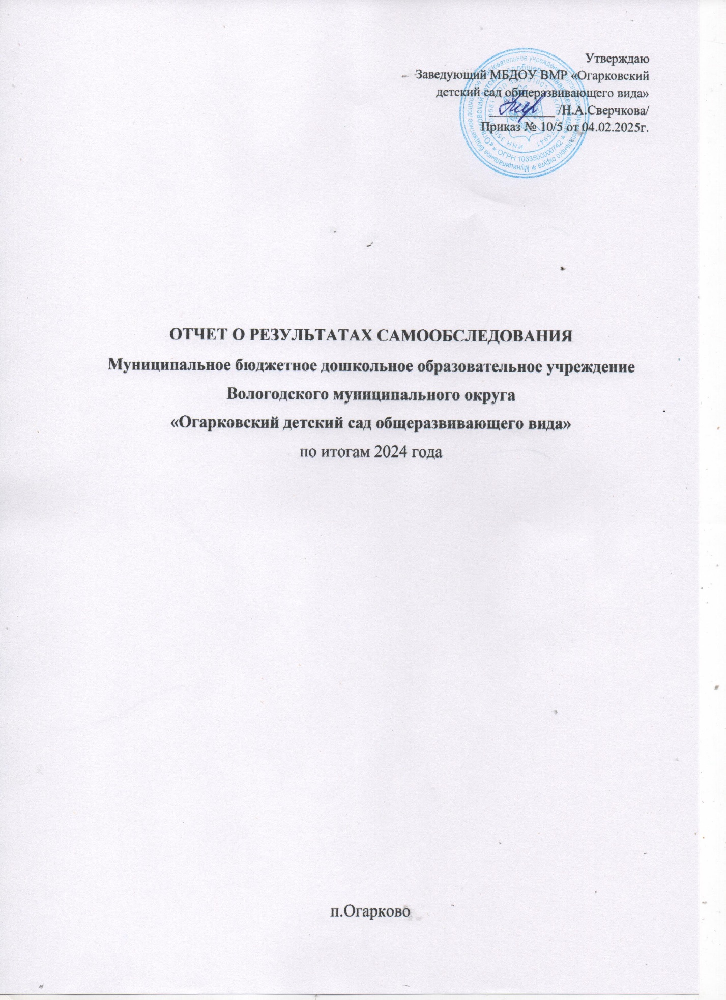 Утверждаю
Заведующий МБДОУ ВМР «Огарковский
детский сад общеразвивающего вида»
/Н.А.Сверчкова/
Приказ № 10/5 от 04.02.2025г.
ОГРН 1033500000742
ОТЧЕТ О РЕЗУЛЬТАТАХ САМООБСЛЕДОВАНИЯ
Муниципальное бюджетное дошкольное образовательное учреждение
Вологодского муниципального округа
«Огарковский детский сад общеразвивающего вида»
по итогам 2024 года
п.Огарково